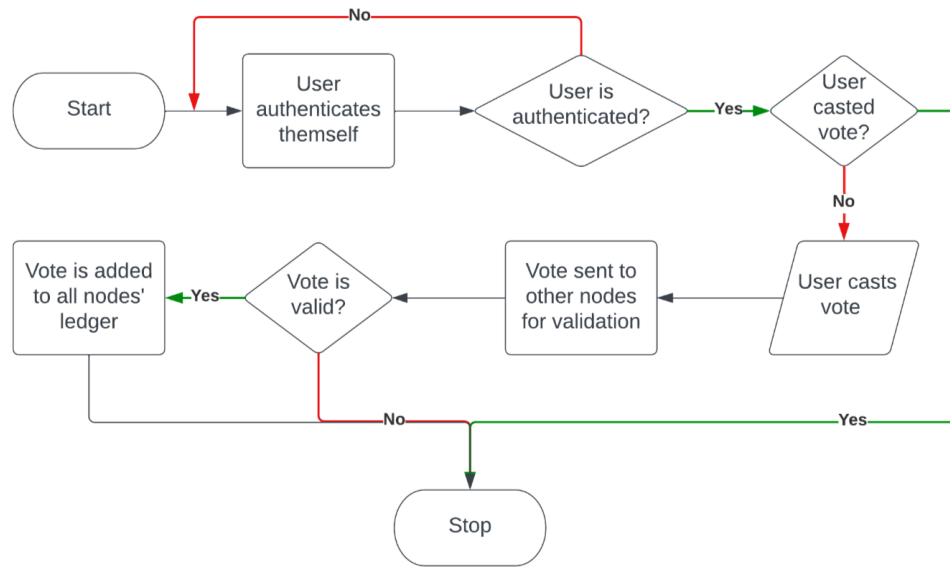 No
Start
User
authenticates
themself
User is
authenticated?
Yes
User
casted
vote?
No
Vote is added
to all nodes'
ledger
Yes
Vote is
valid?
Vote sent to
other nodes
for validation
User casts
vote
No
Yes
Stop